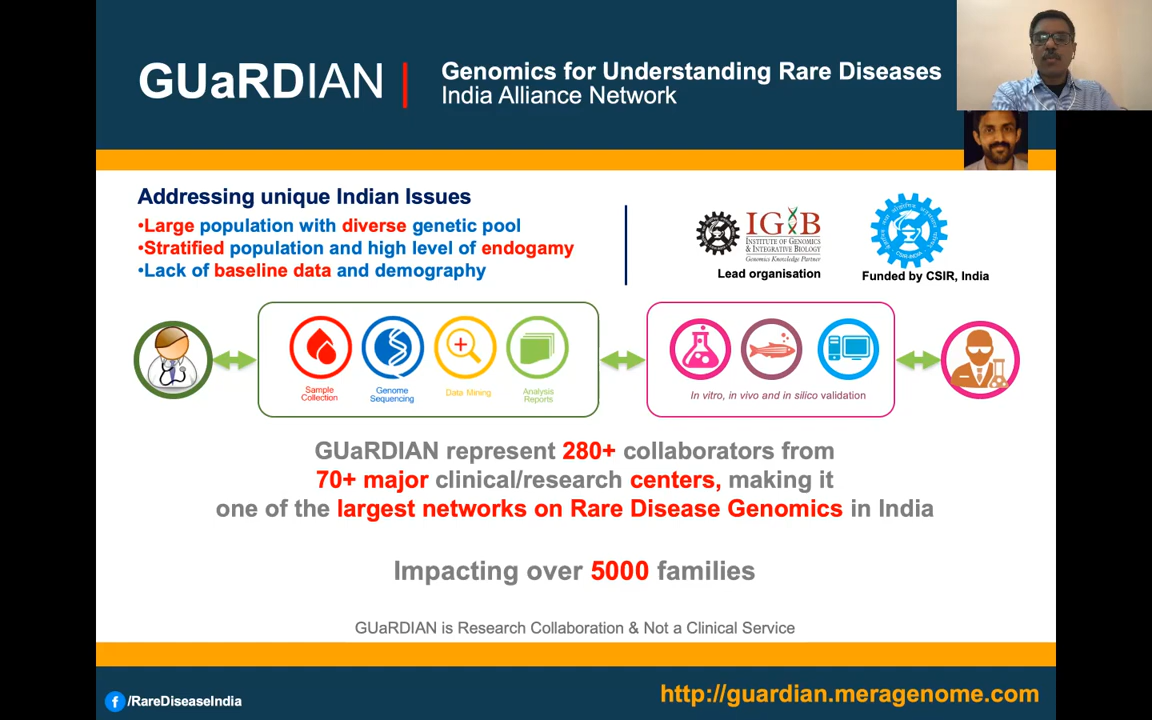 GUaRDIAN
Genomics for Understanding Rare Diseases
India Alliance Network
Addressing unique Indian Issues
•Large population with diverse genetic pool
•Stratified population and high level of endogamy
•Lack of baseline data and demography
IGIB
INSTITUTE OF GENOMICS
& INTEGRATIVE BIOLOGY
Genomics Knowledge Partner
Lead organisation
CSIR-INDIA
Funded by CSIR, India
Sample
Collection
Genome
Sequencing
Data Mining
Analysis
Reports
In vitro, in vivo and in silico validation
GUaRDIAN represent 280+ collaborators from
70+ major clinical/research centers, making it
one of the largest networks on Rare Disease Genomics in India
Impacting over 5000 families
GUaRDIAN is Research Collaboration & Not a Clinical Service
f /RareDiseaseIndia
http://guardian.meragenome.com